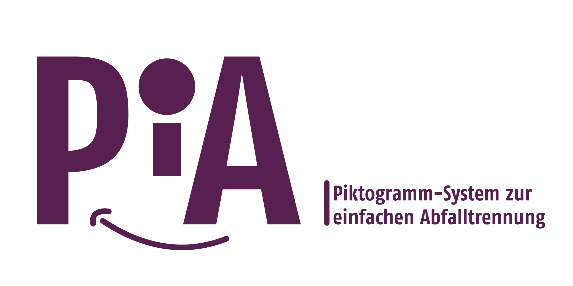 PiA
Piktogramm-System zur
einfachen Abfalltrennung